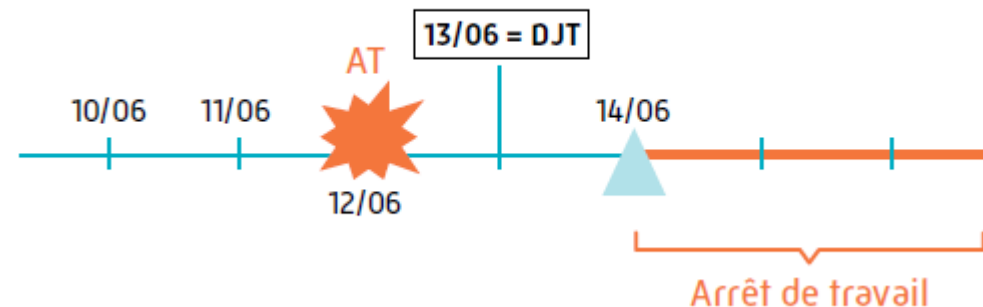 13/06 = DJT
AT
10/06
11/06
14/06
12/06
Arrêt de travail